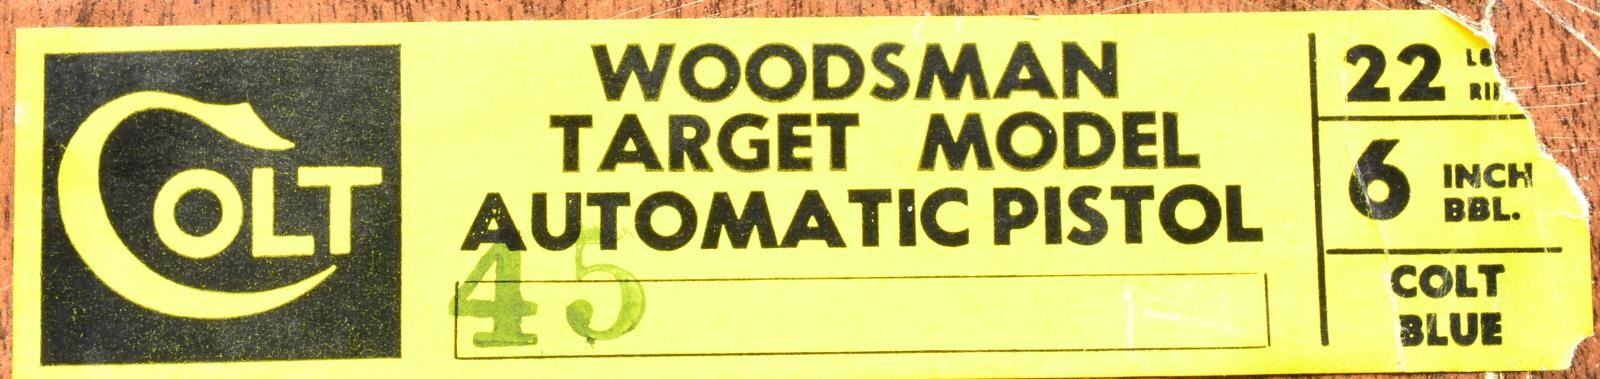 COLT
WOODSMAN
TARGET MODEL
AUTOMATIC PISTOL
45
22
6 INCH
BBL.
COLT
BLUE